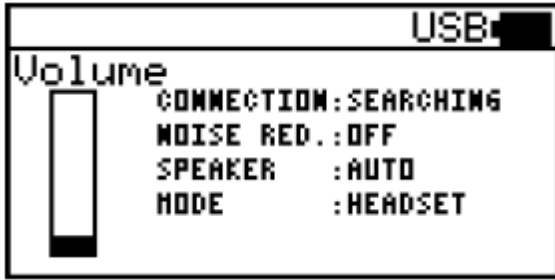 USB
Volume
CONNECTION:SEARCHING
NOISE RED.:OFF
SPEAKER :AUTO
MODE :HEADSET